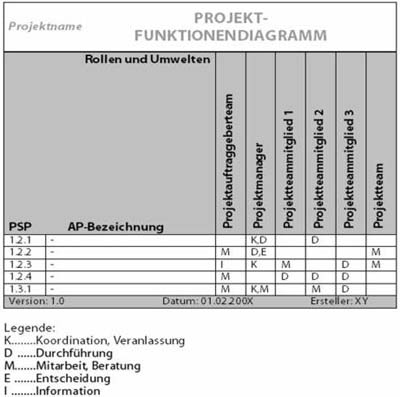 Projektname
PROJEKT-
FUNKTIONENDIAGRAMM
Rollen und Umwelten
Projektauftraggeberteam
Projektmanager
Projektteammitglied 1
Projektteammitglied 2
Projektteammitglied 3
Projektteam
PSP AP-Bezeichnung
1.2.1 - K,D D
1.2.2 - M D,E M
1.2.3 - I K M D M
1.2.4 - M D D D
1.3.1 - M K,M M D
Version: 1.0 Datum: 01.02.200X Ersteller: XY
Legende:
K........Koordination, Veranlassung
D ......Durchführung
M.......Mitarbeit, Beratung
E .......Entscheidung
I ........Information